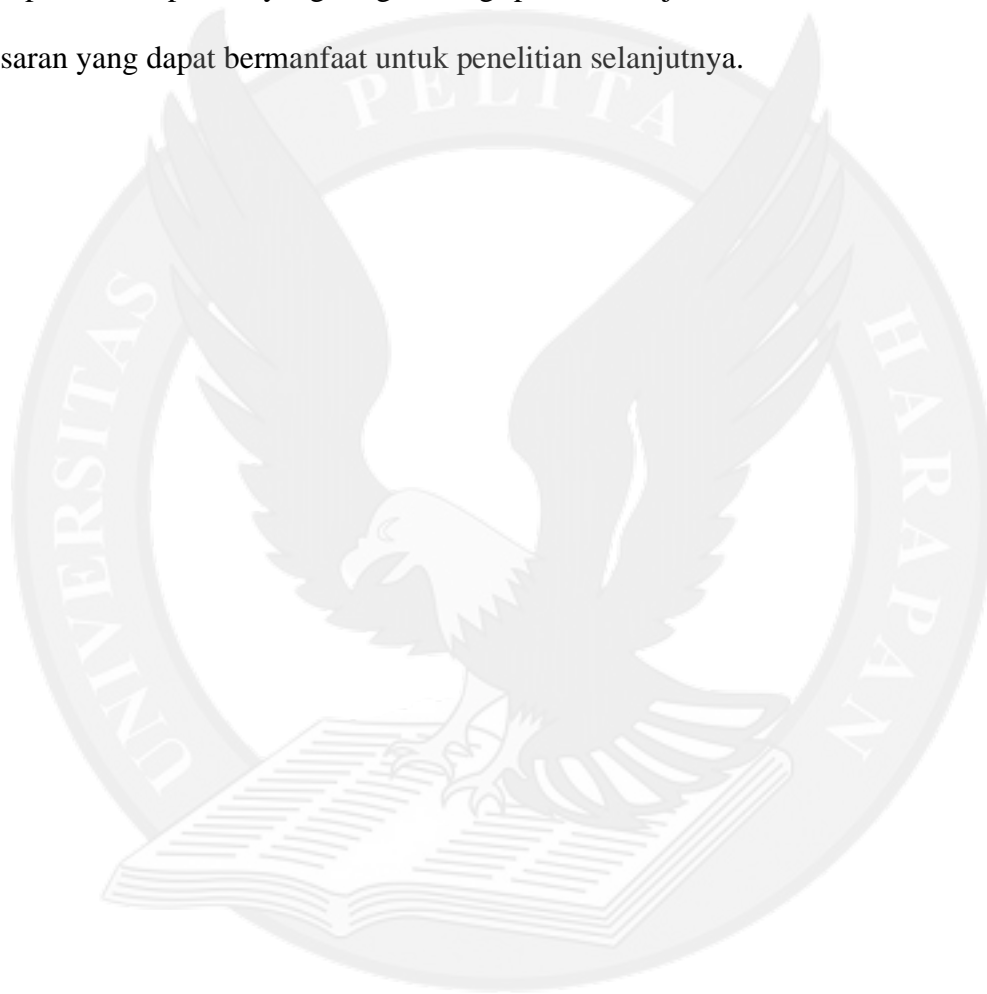 saran yang dapat bermanfaat untuk penelitian selanjutnya.
PELITA
UNIVERSITAS
HARAPAN